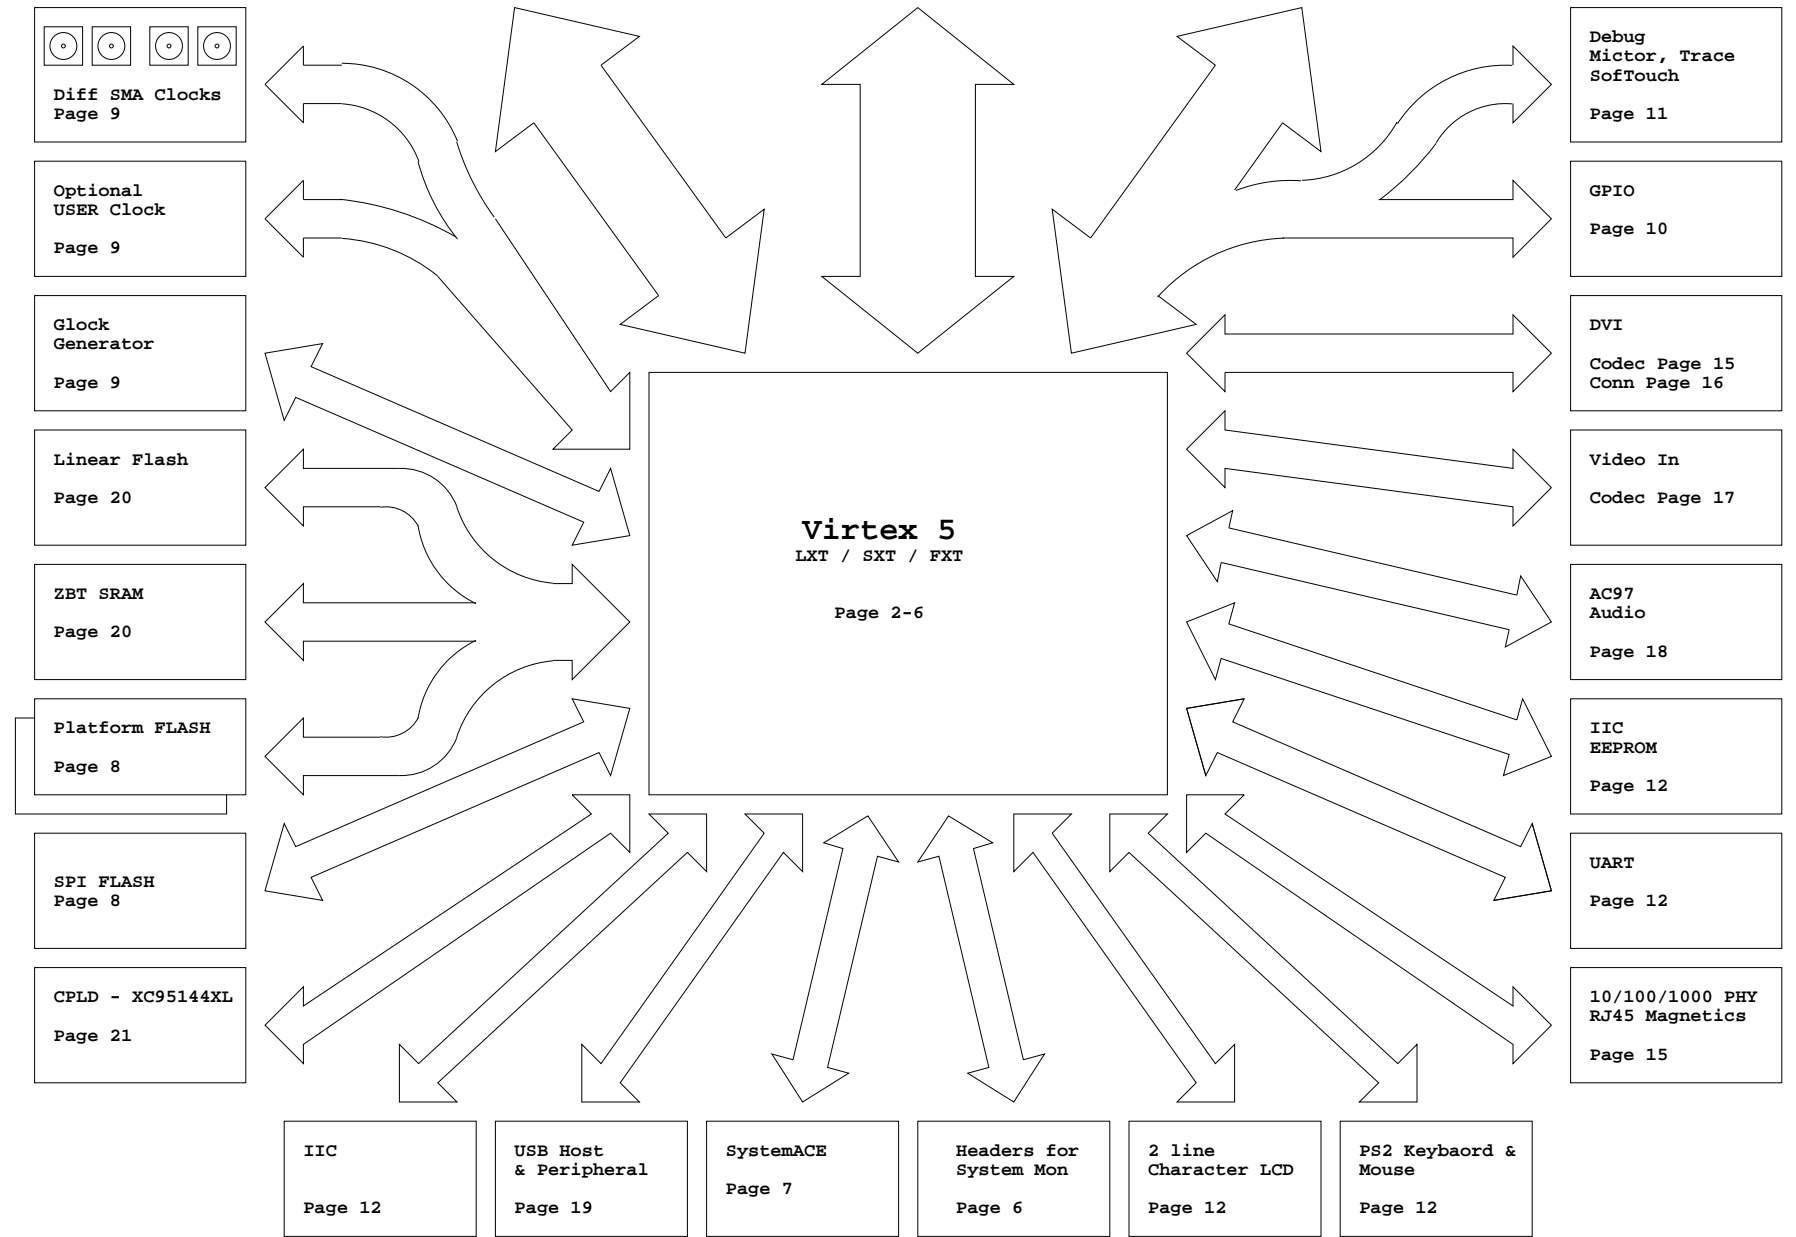 Diff SMA Clocks
Page 9
Optional
USER Clock
Page 9
Glock
Generator
Page 9
Linear Flash
Page 20
ZBT SRAM
Page 20
Platform FLASH
Page 8
SPI FLASH
Page 8
CPLD - XC95144XL
Page 21
Virtex 5
LXT / SXT / FXT
Page 2-6
Debug
Mictor, Trace
SofTouch
Page 11
GPIO
Page 10
DVI
Codec Page 15
Conn Page 16
Video In
Codec Page 17
AC97
Audio
Page 18
IIC
EEPROM
Page 12
UART
Page 12
10/100/1000 PHY
RJ45 Magnetics
Page 15
IIC
Page 12
USB Host
& Peripheral
Page 19
SystemACE
Page 7
Headers for
System Mon
Page 6
2 line
Character LCD
Page 12
PS2 Keybaord &
Mouse
Page 12